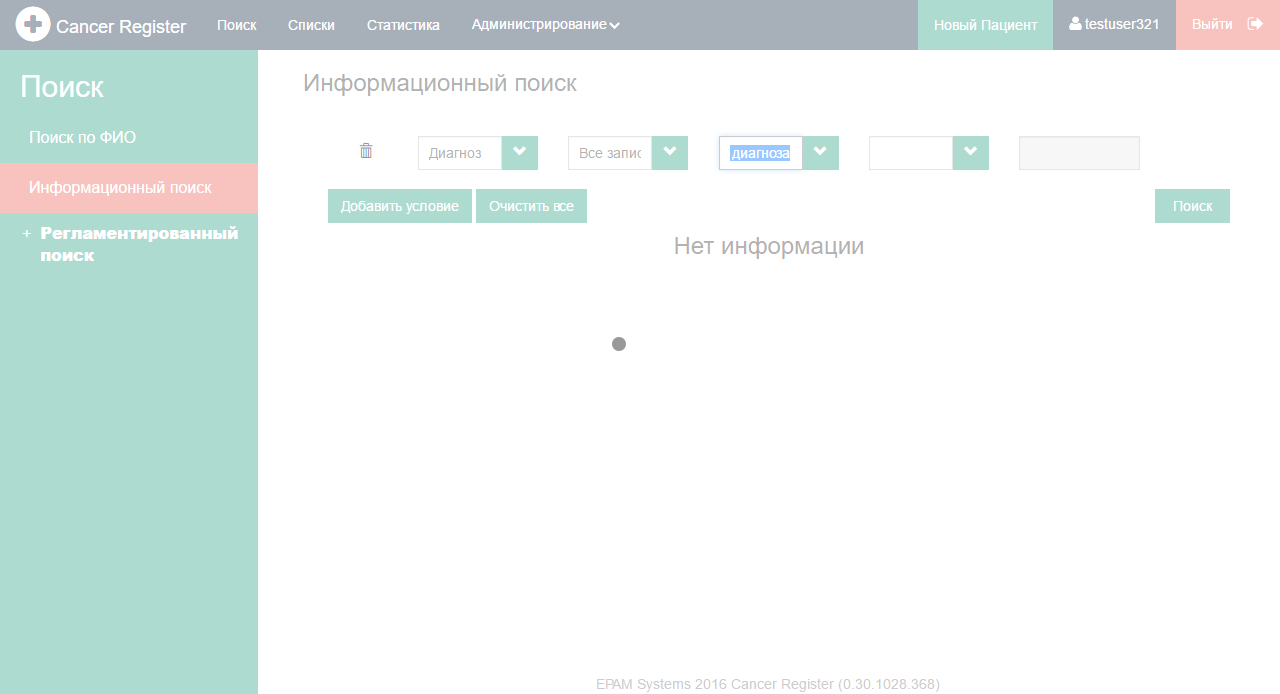 Cancer Register Поиск Списки Статистика Администрирование Новый Пациент testuser321 Выйти
Поиск
Поиск по ФИО
Информационный поиск
+ Регламентированный
поиск
Информационный поиск
Диагноз Все запис диагноза
Добавить условие Очистить все Поиск
Нет информации
EPAM Systems 2016 Cancer Register (0.30.1028.368)